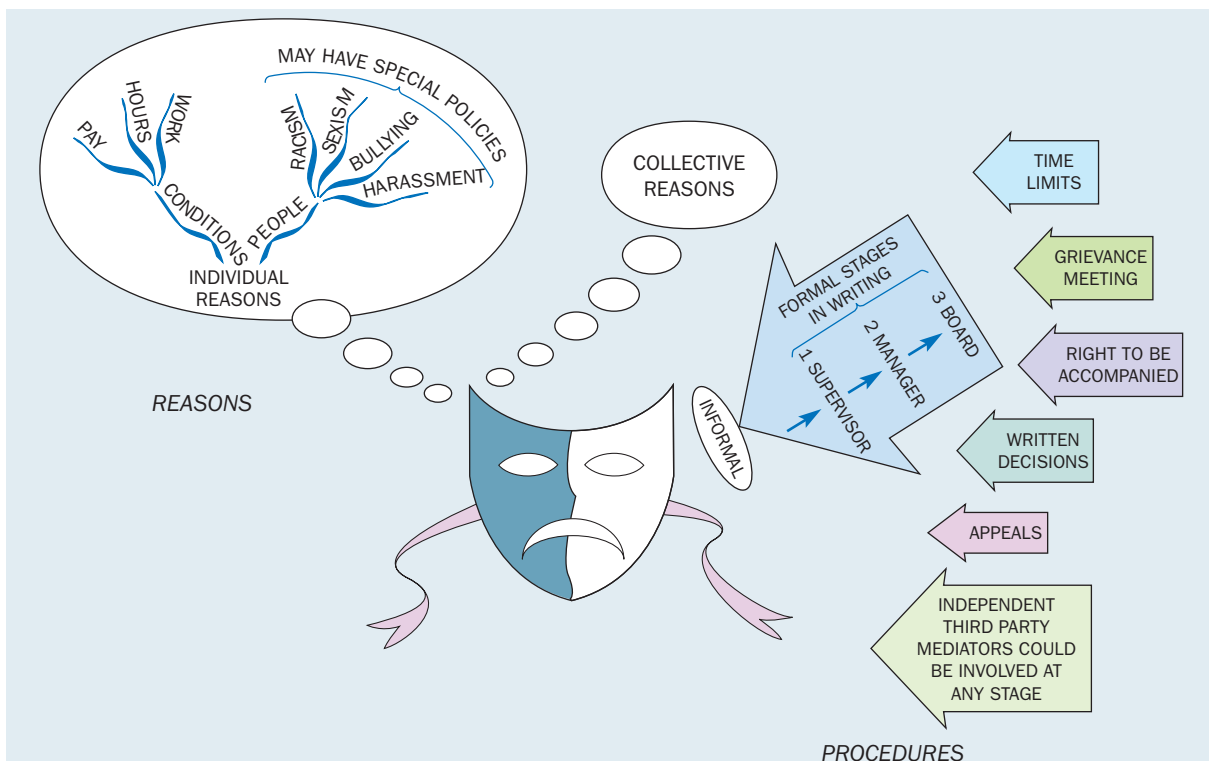 MAY HAVE SPECIAL POLICIES
PAY
HOURS
WORK
RACISM
SEXISM
BULLYING
HARASSMENT
CONDITIONS
PEOPLE
INDIVIDUAL
REASONS
COLLECTIVE
REASONS
REASONS
INFORMAL
FORMAL STAGES
IN WRITING
1 SUPERVISOR
2 MANAGER
3 BOARD
TIME
LIMITS
GRIEVANCE
MEETING
RIGHT TO BE
ACCOMPANIED
WRITTEN
DECISIONS
APPEALS
INDEPENDENT
THIRD PARTY
MEDIATORS COULD
BE INVOLVED AT
ANY STAGE
PROCEDURES